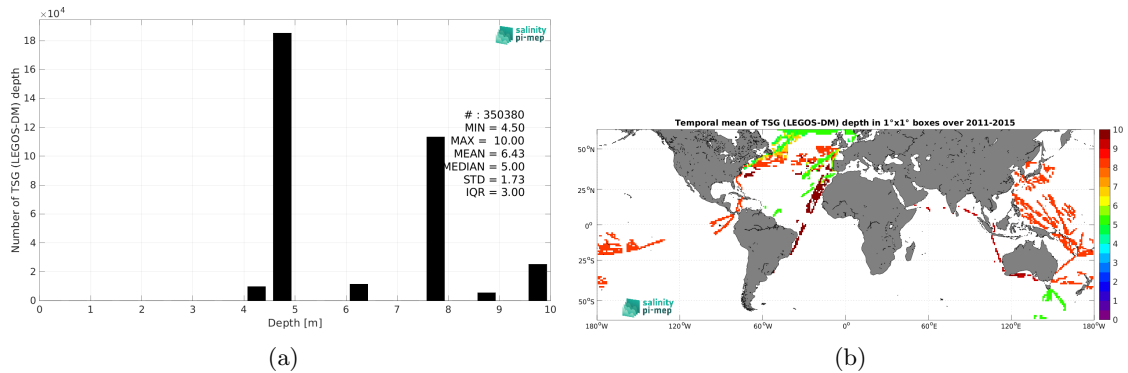 ×10⁴
18
16
14
12
10
8
6
4
2
0
Number of TSG (LEGOS-DM) depth
salinity
pi-mep
# : 350380
MIN = 4.50
MAX = 10.00
MEAN = 6.43
MEDIAN = 5.00
STD = 1.73
IQR = 3.00
0 1 2 3 4 5 6 7 8 9 10
Depth [m]
(a)
Temporal mean of TSG (LEGOS-DM) depth in 1°x1° boxes over 2011-2015
50°N
25°N
0°
25°S
50°S
salinity
pi-mep
180°W 120°W 60°W 0° 60°E 120°E 180°E
10
9
8
7
6
5
4
3
2
1
0
(b)